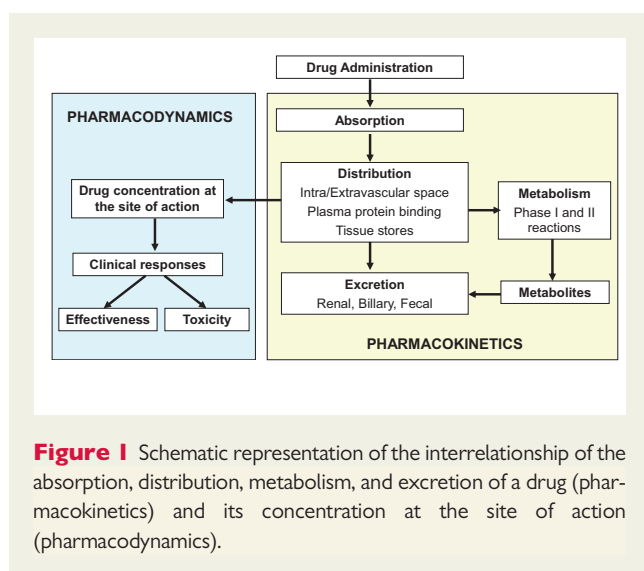 Drug Administration
PHARMACODYNAMICS
Drug concentration at
the site of action
Clinical responses
Effectiveness
Toxicity
Absorption
Distribution
Intra/Extravascular space
Plasma protein binding
Tissue stores
Metabolism
Phase I and II
reactions
Metabolites
Excretion
Renal, Billary, Fecal
PHARMACOKINETICS
Figure 1 Schematic representation of the interrelationship of the
absorption, distribution, metabolism, and excretion of a drug (phar-
macokinetics) and its concentration at the site of action
(pharmacodynamics).